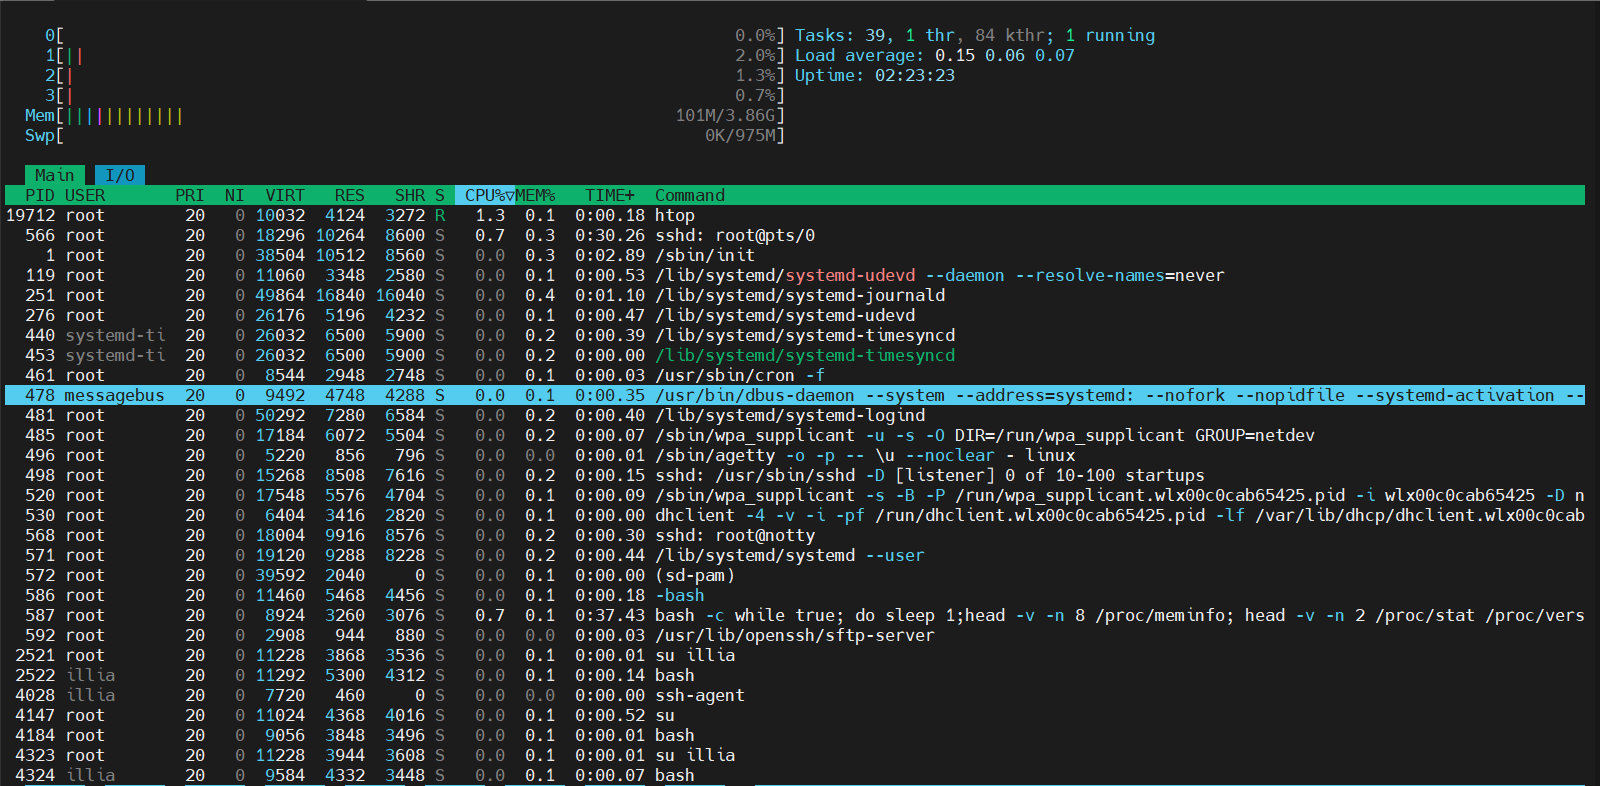 0[ 0.0%] Tasks: 39, 1 thr, 84 kthr; 1 running
1[|| 2.0%] Load average: 0.15 0.06 0.07
2[| 1.3%] Uptime: 02:23:23
3[| 0.7%]
Mem[|||||||||||| 101M/3.86G]
Swp[ 0K/975M]
Main I/O
PID USER PRI NI VIRT RES SHR S CPU%▽MEM% TIME+ Command
19712 root 20 0 10032 4124 3272 R 1.3 0.1 0:00.18 htop
566 root 20 0 18296 10264 8600 S 0.7 0.3 0:30.26 sshd: root@pts/0
1 root 20 0 38504 10512 8560 S 0.0 0.3 0:02.89 /sbin/init
119 root 20 0 11060 3348 2580 S 0.0 0.1 0:00.53 /lib/systemd/systemd-udevd --daemon --resolve-names=never
251 root 20 0 49864 16840 16040 S 0.0 0.4 0:01.10 /lib/systemd/systemd-journald
276 root 20 0 26176 5196 4232 S 0.0 0.1 0:00.47 /lib/systemd/systemd-udevd
440 systemd-ti 20 0 26032 6500 5900 S 0.0 0.2 0:00.39 /lib/systemd/systemd-timesyncd
453 systemd-ti 20 0 26032 6500 5900 S 0.0 0.2 0:00.00 /lib/systemd/systemd-timesyncd
461 root 20 0 8544 2948 2748 S 0.0 0.1 0:00.03 /usr/sbin/cron -f
478 messagebus 20 0 9492 4748 4288 S 0.0 0.1 0:00.35 /usr/bin/dbus-daemon --system --address=systemd: --nofork --nopidfile --systemd-activation --
481 root 20 0 50292 7280 6584 S 0.0 0.2 0:00.40 /lib/systemd/systemd-logind
485 root 20 0 17184 6072 5504 S 0.0 0.2 0:00.07 /sbin/wpa_supplicant -u -s -O DIR=/run/wpa_supplicant GROUP=netdev
496 root 20 0 5220 856 796 S 0.0 0.0 0:00.01 /sbin/agetty -o -p -- \u --noclear - linux
498 root 20 0 15268 8508 7616 S 0.0 0.2 0:00.15 sshd: /usr/sbin/sshd -D [listener] 0 of 10-100 startups
520 root 20 0 17548 5576 4704 S 0.0 0.1 0:00.09 /sbin/wpa_supplicant -s -B -P /run/wpa_supplicant.wlx00c0cab65425.pid -i wlx00c0cab65425 -D n
530 root 20 0 6404 3416 2820 S 0.0 0.1 0:00.00 dhclient -4 -v -i -pf /run/dhclient.wlx00c0cab65425.pid -lf /var/lib/dhcp/dhclient.wlx00c0cab
568 root 20 0 18004 9916 8576 S 0.0 0.2 0:00.30 sshd: root@notty
571 root 20 0 19120 9288 8228 S 0.0 0.2 0:00.44 /lib/systemd/systemd --user
572 root 20 0 39592 2040 0 S 0.0 0.1 0:00.00 (sd-pam)
586 root 20 0 11460 5468 4456 S 0.0 0.1 0:00.18 -bash
587 root 20 0 8924 3260 3076 S 0.7 0.1 0:37.43 bash -c while true; do sleep 1;head -v -n 8 /proc/meminfo; head -v -n 2 /proc/stat /proc/vers
592 root 20 0 2908 944 880 S 0.0 0.0 0:00.03 /usr/lib/openssh/sftp-server
2521 root 20 0 11228 3868 3536 S 0.0 0.1 0:00.01 su illia
2522 illia 20 0 11292 5300 4312 S 0.0 0.1 0:00.14 bash
4028 illia 20 0 7720 460 0 S 0.0 0.0 0:00.00 ssh-agent
4147 root 20 0 11024 4368 4016 S 0.0 0.1 0:00.52 su
4184 root 20 0 9056 3848 3496 S 0.0 0.1 0:00.01 bash
4323 root 20 0 11228 3944 3608 S 0.0 0.1 0:00.01 su illia
4324 illia 20 0 9584 4332 3448 S 0.0 0.1 0:00.07 bash